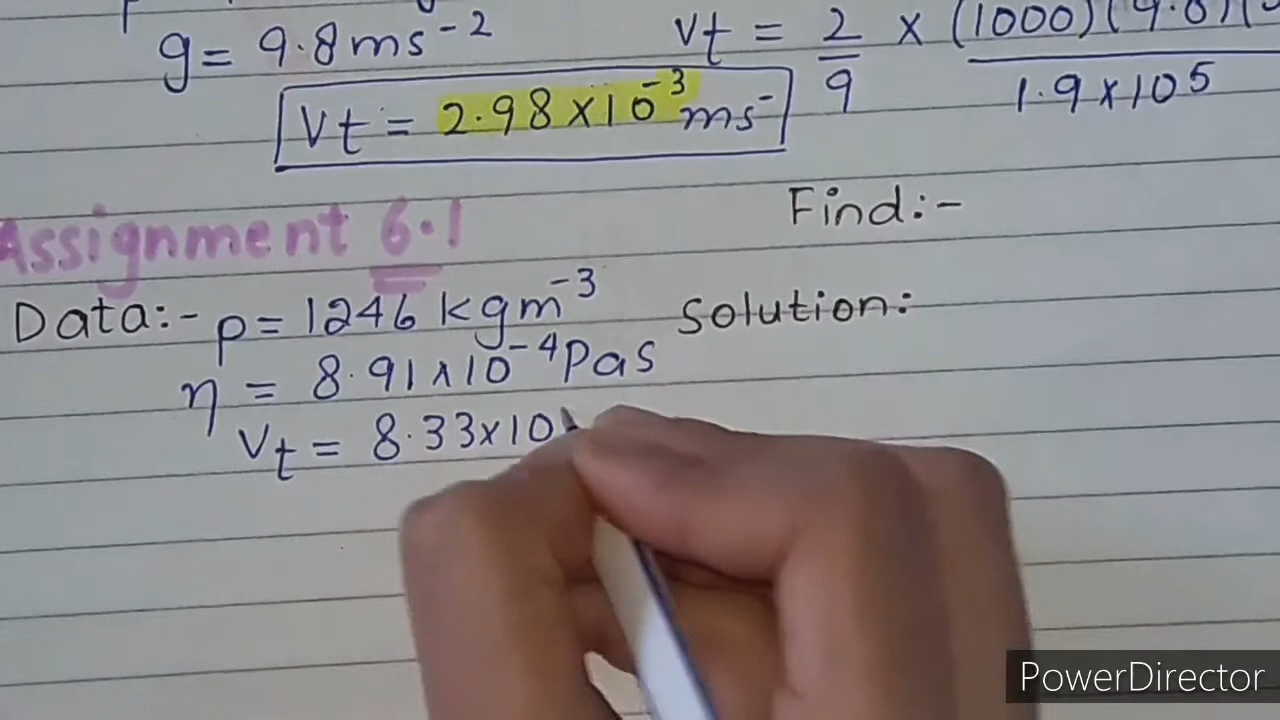 g = 9.8 ms⁻²
Vt = 2/9 × (1000)(9.8)(
1.9×10⁵
Vt = 2.98×10⁻³ ms⁻
Assignment 6.1
Find:-
Data:- ρ = 1246 kgm⁻³
Solution:
η = 8.91×10⁻⁴ Pas
Vt = 8.33×10
PowerDirector